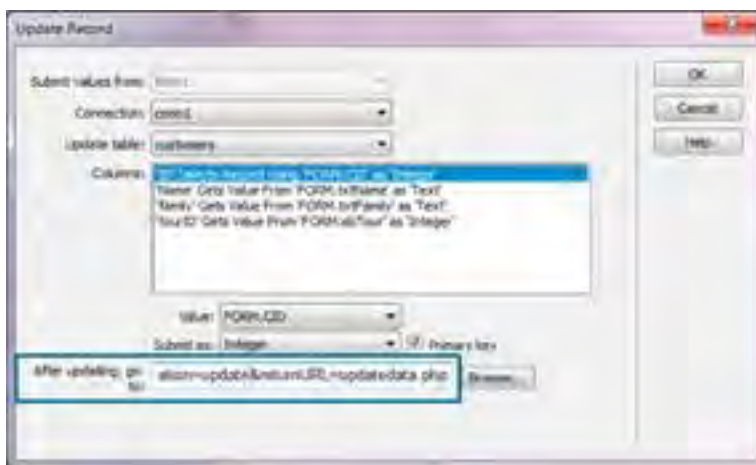 Update Record
Submit values from:
OK
Connection: conn1
Cancel
Update table: customers
Help
Columns: 'ID' Selects Record Using 'FORM.CID' as 'Integer'
'Name' Gets Value From 'FORM.txtName' as 'Text'
'family' Gets Value From 'FORM.txtFamily' as 'Text'
'tourID' Gets Value From 'FORM.slcTour' as 'Integer'
Value: FORM.CID
Submit as: Integer
Primary key
After updating, go to: ation=update&returnURL=updatedata.php
Browse...